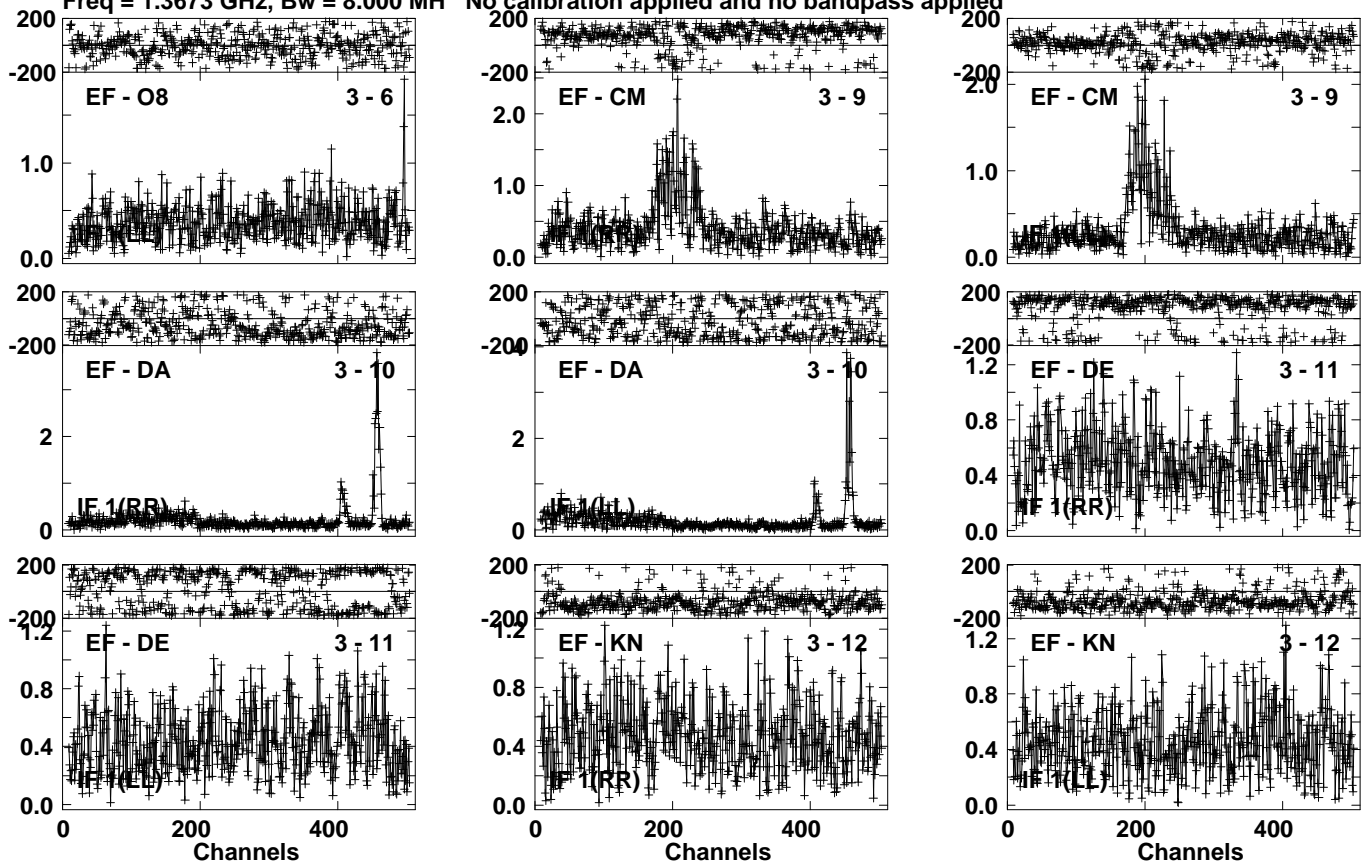 Freq = 1.3673 GHz, Bw = 8.000 MH No calibration applied and no bandpass applied
200
-200
EF - O8 3 - 6
1.0
0.0
200
-200
EF - CM 3 - 9
2.0
1.0
0.0
200
-200
2.0
EF - CM 3 - 9
1.0
0.0
200
-200
EF - DA 3 - 10
2
IF 1(RR)
0
200
-200
4
EF - DA 3 - 10
2
IF 1(LL)
0
200
-200
1.2
EF - DE 3 - 11
0.8
0.4
IF 1(RR)
0.0
200
-200
1.2
EF - DE 3 - 11
0.8
0.4
IF 1(LL)
0.0
0 200 400
Channels
200
-200
1.2
EF - KN 3 - 12
0.8
0.4
IF 1(RR)
0.0
0 200 400
Channels
200
-200
1.2
EF - KN 3 - 12
0.8
0.4
IF 1(LL)
0.0
0 200 400
Channels